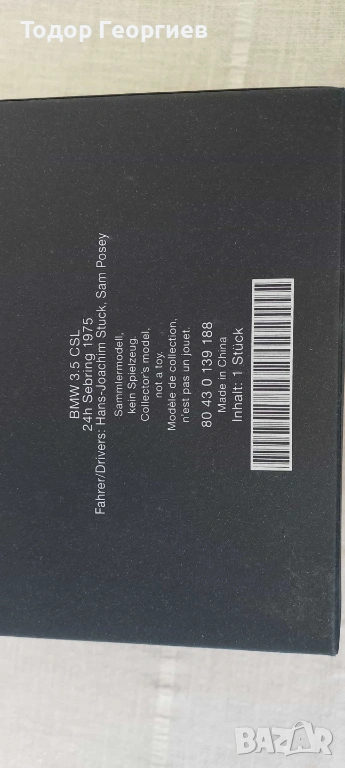 Тодор Георгиев
BMW 3.5 CSL
24h Sebring 1975
Fahrer/Drivers: Hans-Joachim Stuck, Sam Posey
Sammlermodell,
kein Spielzeug.
Collector's model,
not a toy.
Modèle de collection,
n'est pas un jouet.
80 43 0 139 188
Made in China
Inhalt: 1 Stück
BAZAR